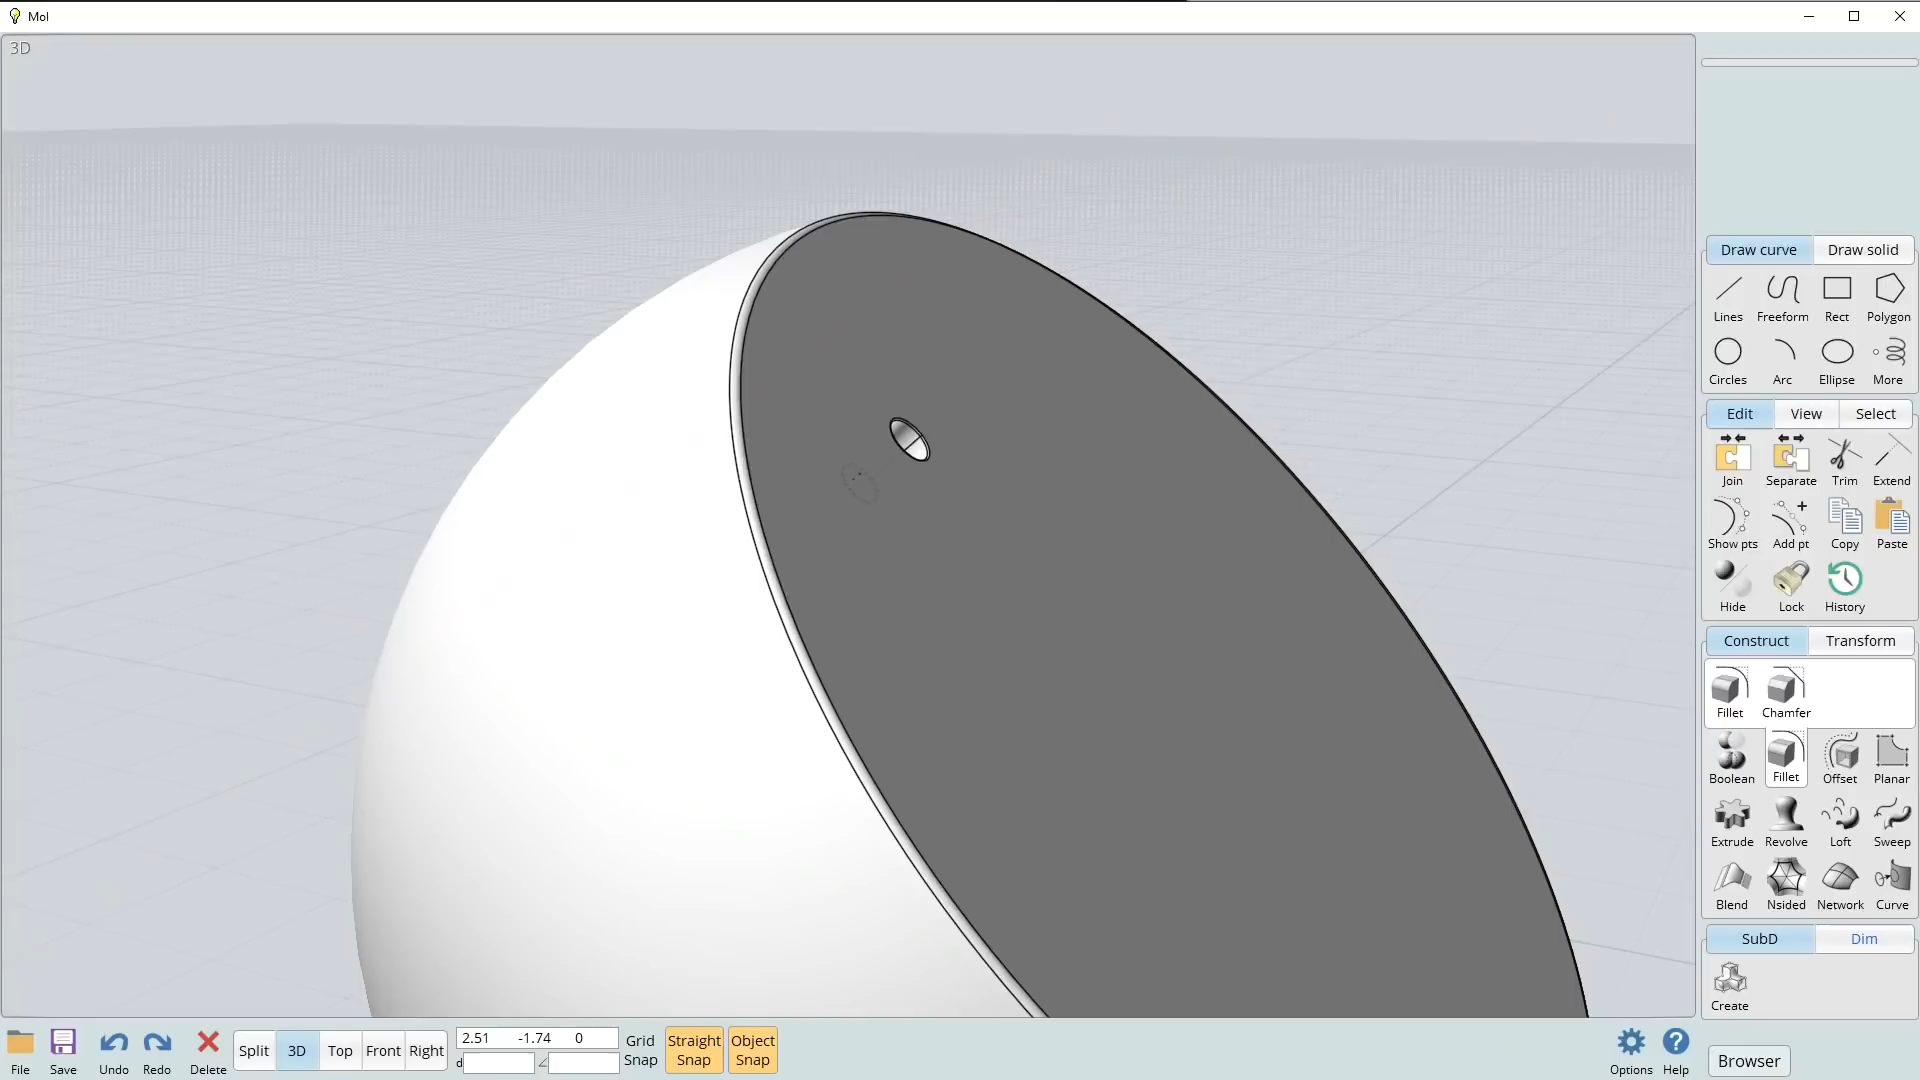 MoI
3D
Draw curve Draw solid
Lines Freeform Rect Polygon
Circles Arc Ellipse More
Edit View Select
Join Separate Trim Extend
Show pts Add pt Copy Paste
Hide Lock History
Construct Transform
Fillet Chamfer
Boolean Fillet Offset Planar
Extrude Revolve Loft Sweep
Blend Nsided Network Curve
SubD Dim
Create
File Save Undo Redo Delete
Split 3D Top Front Right
2.51 -1.74 0
d
Grid
Snap
Straight
Snap
Object
Snap
Options Help
Browser